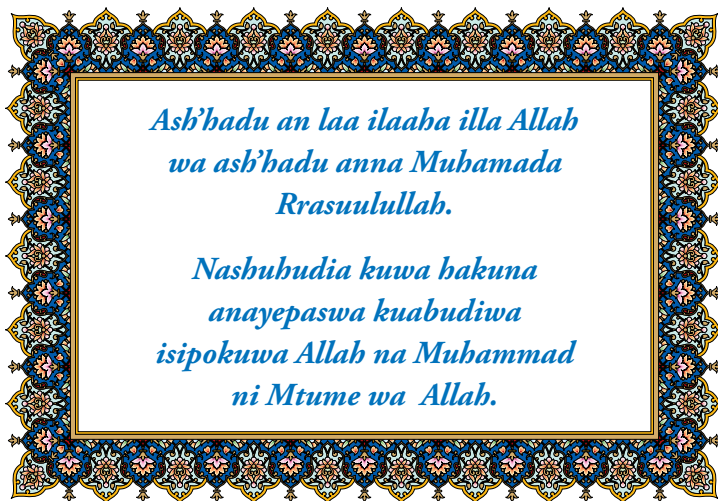 Ash’hadu an laa ilaaha illa Allah
wa ash’hadu anna Muhamada
Rrasuulullah.
Nashuhudia kuwa hakuna
anayepaswa kuabudiwa
isipokuwa Allah na Muhammad
ni Mtume wa Allah.